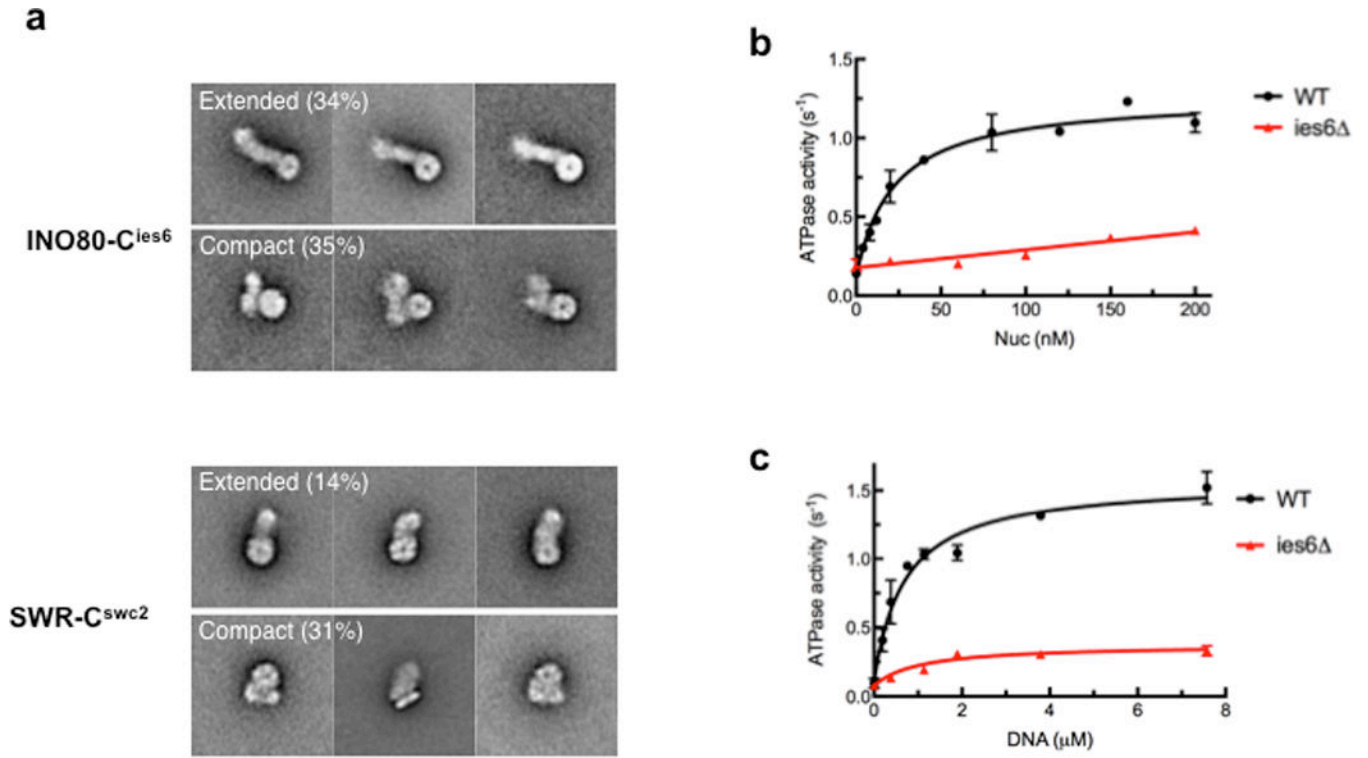 a
INO80-Cies6
Extended (34%)
Compact (35%)
SWR-Cswc2
Extended (14%)
Compact (31%)
b
ATPase activity (s-1)
1.5
1.0
0.5
0.0
0 50 100 150 200
Nuc (nM)
WT
ies6Δ
c
ATPase activity (s-1)
1.5
1.0
0.5
0.0
0 2 4 6 8
DNA (μM)
WT
ies6Δ